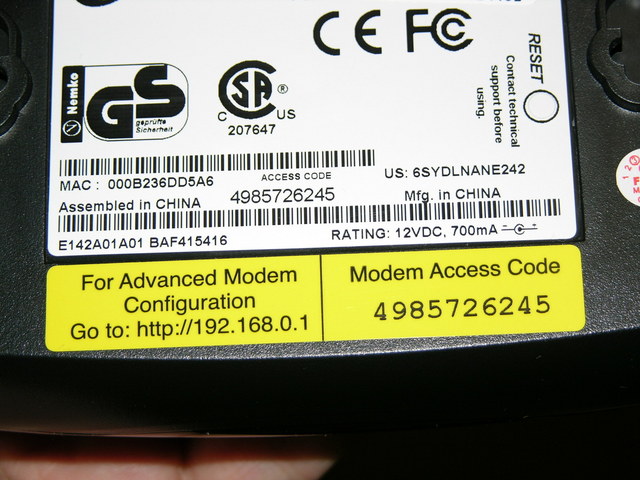 CE FC
RESET
Contact technical
support before
using.
Nemko
GS
geprüfte
Sicherheit
SA ®
C US
207647
MAC : 000B236DD5A6
ACCESS CODE
US: 6SYDLNANE242
Assembled in CHINA
4985726245
Mfg. in CHINA
E142A01A01 BAF415416
RATING: 12VDC, 700mA
For Advanced Modem
Configuration
Go to: http://192.168.0.1
Modem Access Code
4985726245